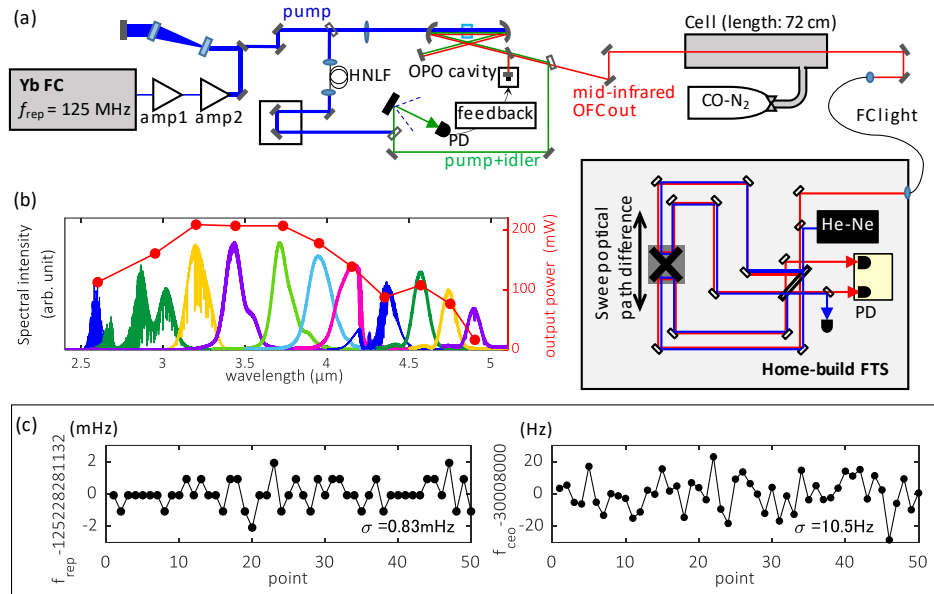 (a)
pump
Yb FC
f_rep = 125 MHz
amp1
amp2
HNLF
OPO cavity
feedback
PD
pump+idler
mid-infrared
OFC out
Cell (length: 72 cm)
CO-N₂
FC light
Sweep optical
path difference
He-Ne
PD
Home-build FTS
(b)
Spectral intensity
(arb. unit)
2.5
3
3.5
4
4.5
5
wavelength (μm)
200
100
0
output power (mW)
(c)
(mHz)
f_rep -125228281132
2
0
-2
0
10
20
30
40
50
point
σ =0.83mHz
(Hz)
f_ceo -30008000
20
0
-20
0
10
20
30
40
50
point
σ =10.5Hz